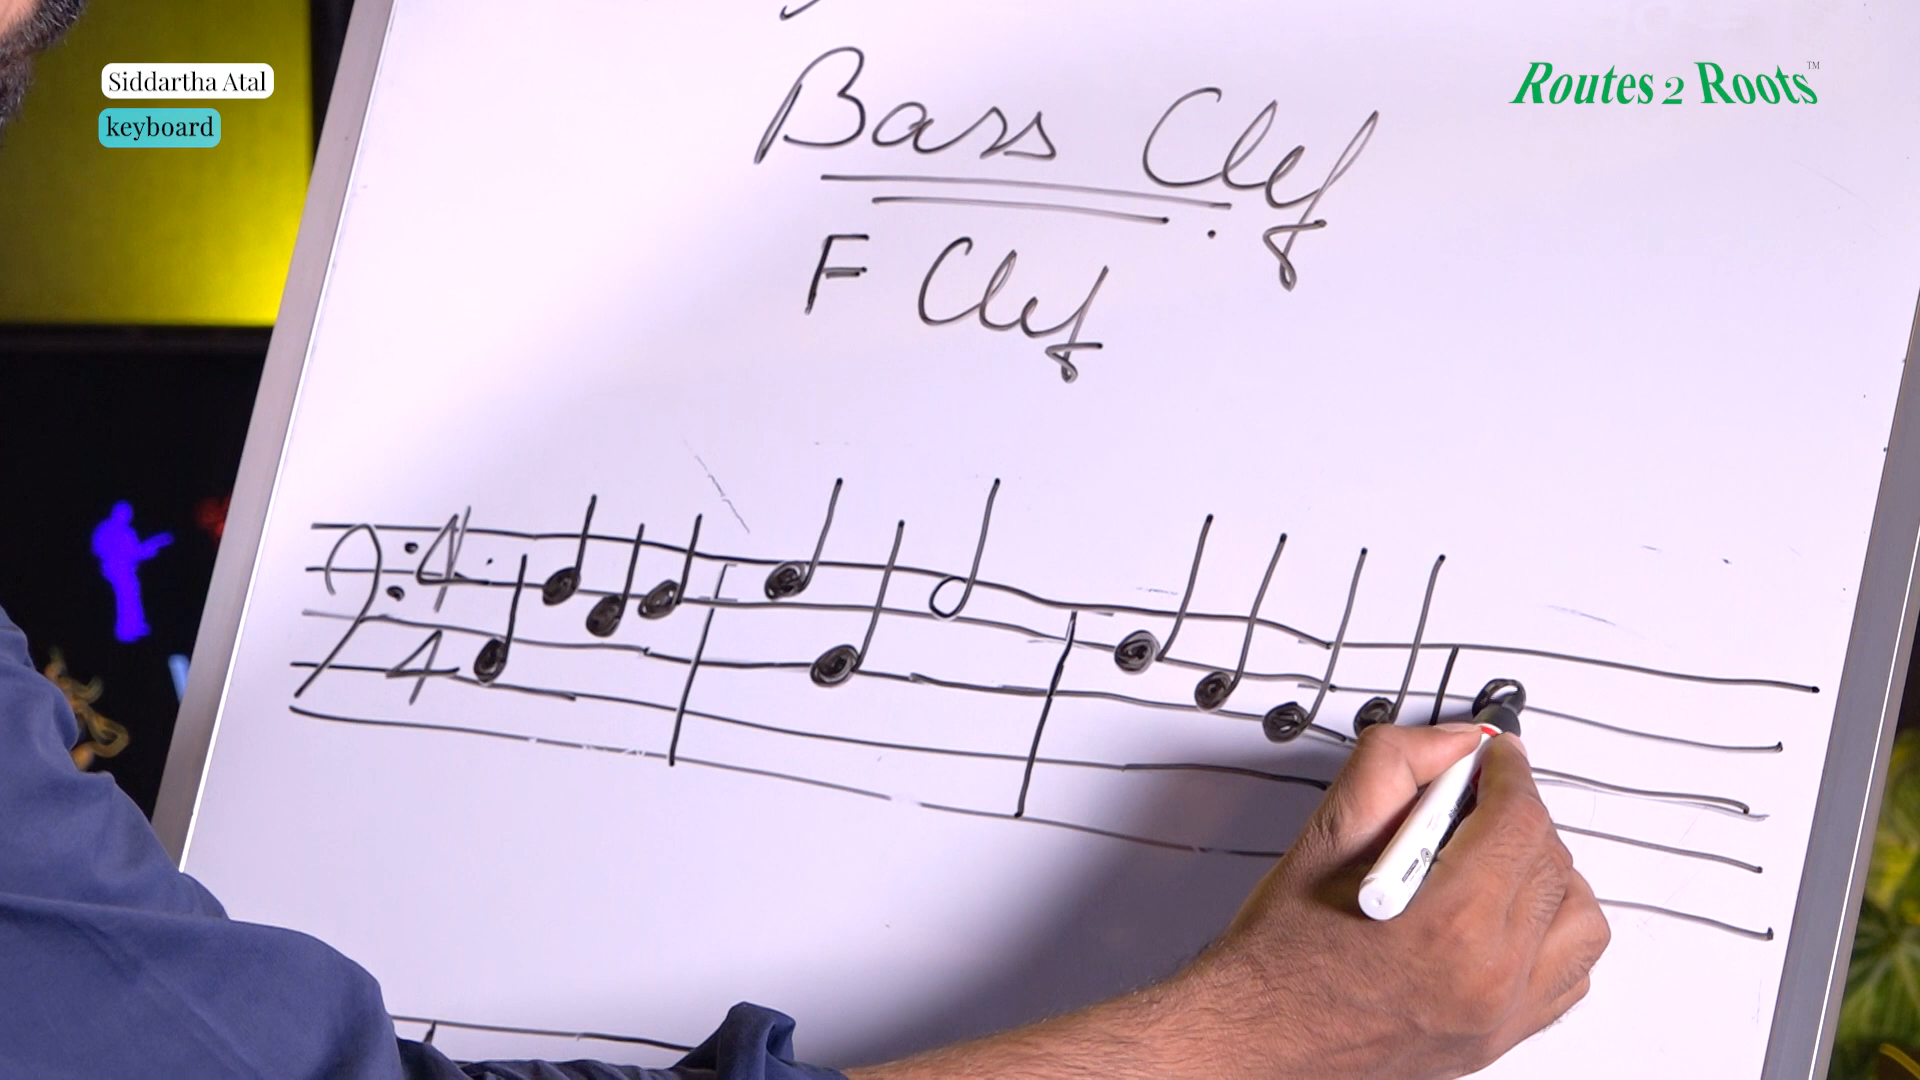 Siddartha Atal
keyboard
Routes 2 Roots™
Bass Clef
F Clef
4
4